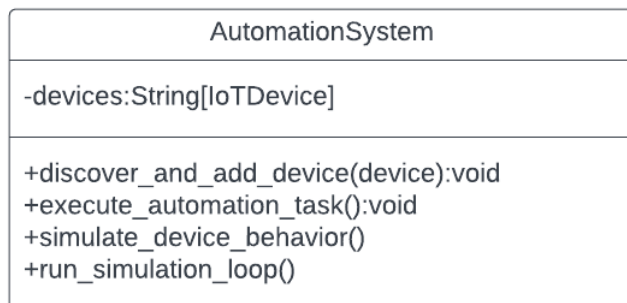 AutomationSystem
-devices:String[IoTDevice]
+discover_and_add_device(device):void
+execute_automation_task():void
+simulate_device_behavior()
+run_simulation_loop()